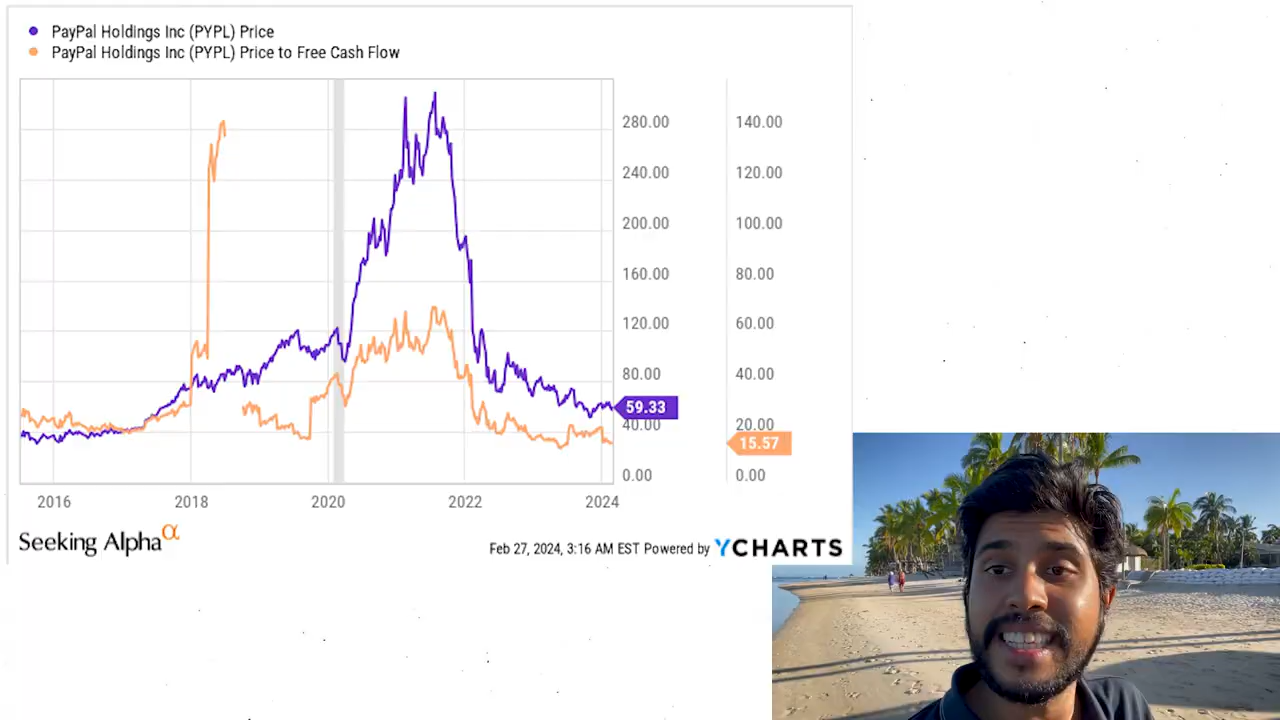 PayPal Holdings Inc (PYPL) Price
PayPal Holdings Inc (PYPL) Price to Free Cash Flow
280.00 140.00
240.00 120.00
200.00 100.00
160.00 80.00
120.00 60.00
80.00 40.00
59.33
40.00 20.00
15.57
0.00 0.00
2016 2018 2020 2022 2024
Seeking Alpha α
Feb 27, 2024, 3:16 AM EST Powered by YCHARTS